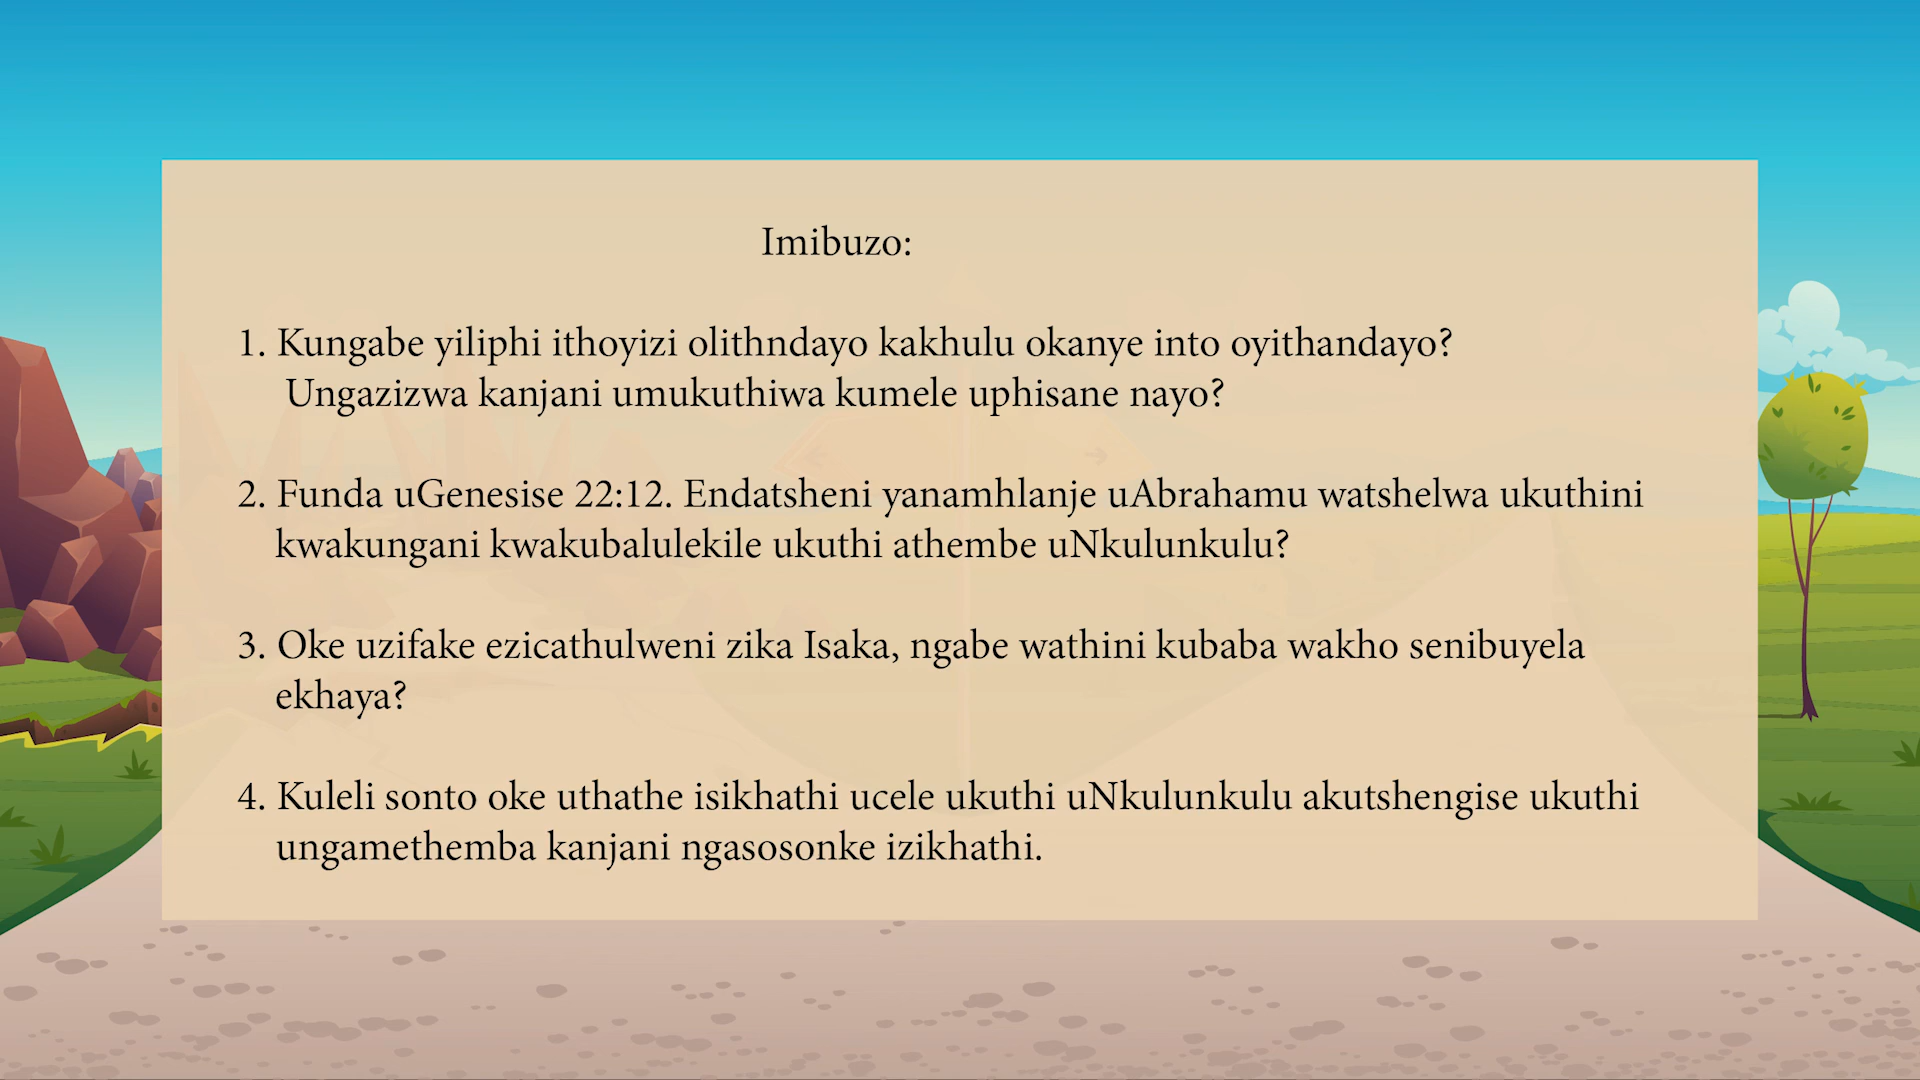 Imibuzo:
1. Kungabe yiliphi ithoyizi olithndayo kakhulu okanye into oyithandayo?
Ungazizwa kanjani umukuthiwa kumele uphisane nayo?
2. Funda uGenesise 22:12. Endatsheni yanamhlanje uAbrahamu watshelwa ukuthini
kwakungani kwakubalulekile ukuthi athembe uNkulunkulu?
3. Oke uzifake ezicathulweni zika Isaka, ngabe wathini kubaba wakho senibuyela
ekhaya?
4. Kuleli sonto oke uthathe isikhathi ucele ukuthi uNkulunkulu akutshengise ukuthi
ungamethemba kanjani ngasosonke izikhathi.